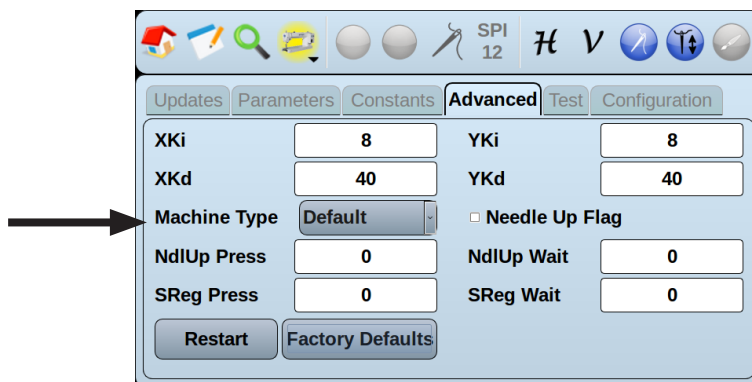 SPI
12
H V
Updates Parameters Constants Advanced Test Configuration
XKi 8 YKi 8
XKd 40 YKd 40
Machine Type Default Needle Up Flag
NdlUp Press 0 NdlUp Wait 0
SReg Press 0 SReg Wait 0
Restart Factory Defaults